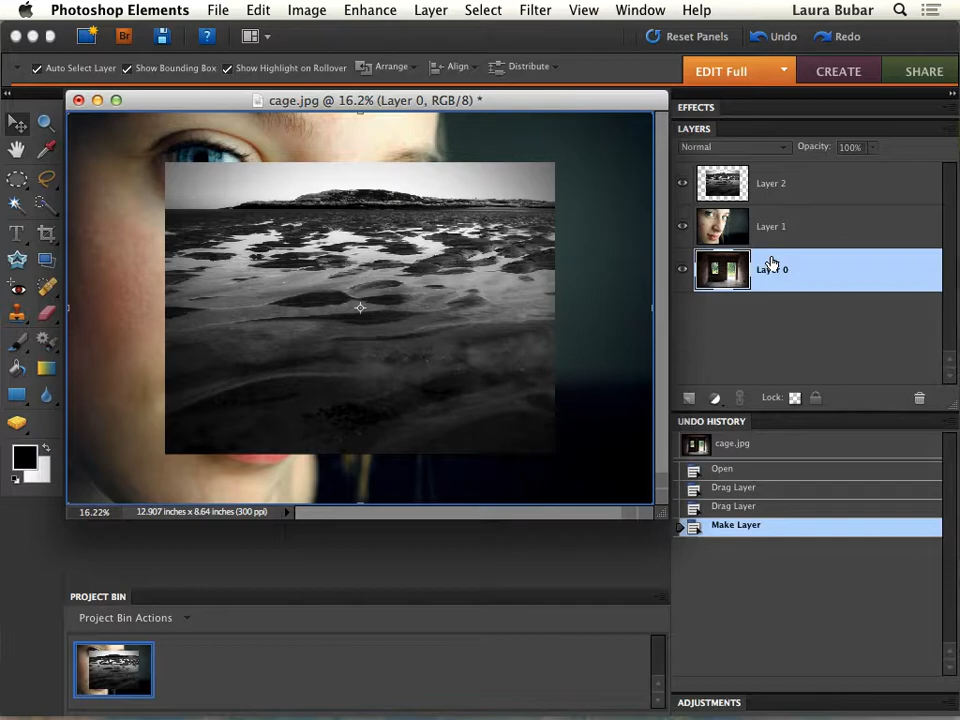 Photoshop Elements File Edit Image Enhance Layer Select Filter View Window Help Laura Bubar
Br ? Reset Panels Undo Redo
Auto Select Layer Show Bounding Box Show Highlight on Rollover Arrange Align Distribute EDIT Full CREATE SHARE
cage.jpg @ 16.2% (Layer 0, RGB/8) *
EFFECTS
LAYERS
Normal Opacity: 100%
Layer 2
Layer 1
Layer 0
T
Lock:
UNDO HISTORY
cage.jpg
Open
Drag Layer
Drag Layer
Make Layer
16.22% 12.907 inches x 8.64 inches (300 ppi)
PROJECT BIN
Project Bin Actions
ADJUSTMENTS